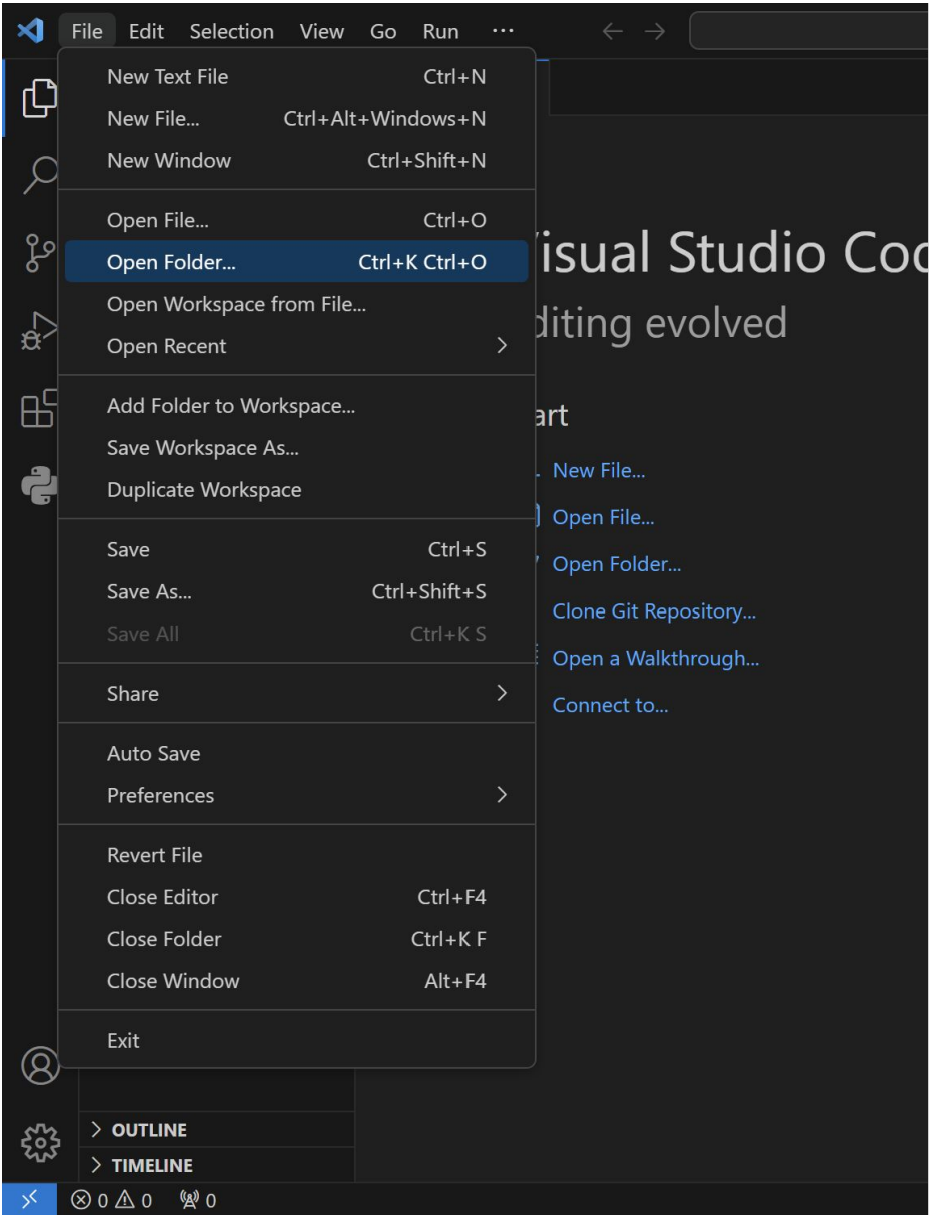 File Edit Selection View Go Run ...
New Text File Ctrl+N
New File... Ctrl+Alt+Windows+N
New Window Ctrl+Shift+N
Open File... Ctrl+O
Open Folder... Ctrl+K Ctrl+O
Open Workspace from File...
Open Recent
Add Folder to Workspace...
Save Workspace As...
Duplicate Workspace
Save Ctrl+S
Save As... Ctrl+Shift+S
Save All Ctrl+K S
Share
Auto Save
Preferences
Revert File
Close Editor Ctrl+F4
Close Folder Ctrl+K F
Close Window Alt+F4
Exit
isual Studio Coc
diting evolved
art
New File...
Open File...
Open Folder...
Clone Git Repository...
Open a Walkthrough...
Connect to...
OUTLINE
TIMELINE
0 0 0